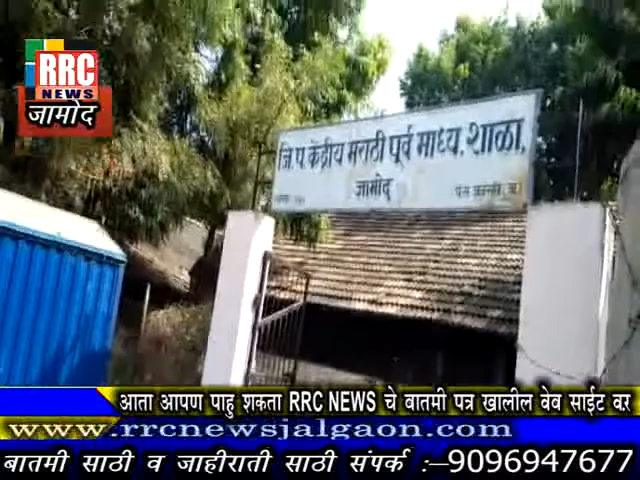 RRC
NEWS
जामोद
जि.प.केंद्रीय मराठी पूर्व माध्य. शाळा,
जामोद
आता आपण पाहु शकता RRC NEWS चे बातमी पत्र खालील वेब साईट वर
www.rrcnewsjalgaon.com
बातमी साठी व जाहीराती साठी संपर्क :–9096947677